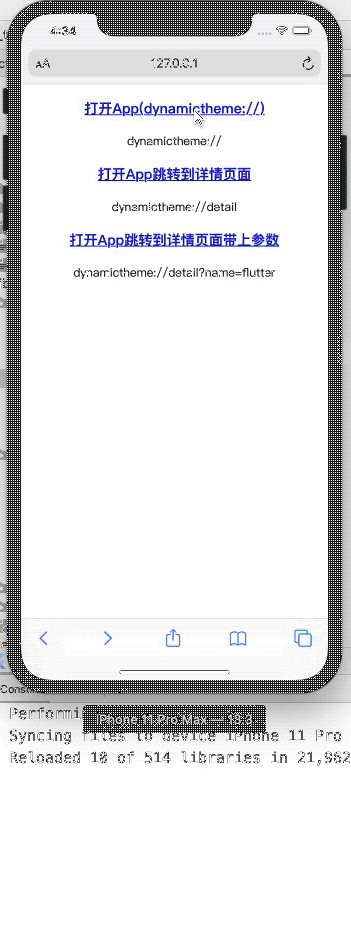 4:34
AA
127.0.0.1
打开App(dynamictheme://)
dynamictheme://
打开App跳转到详情页面
dynamictheme://detail
打开App跳转到详情页面带上参数
dynamictheme://detail?name=flutter
Conso
Performi
iPhone 11 Pro Max — 13.3
Syncing files to device iPhone 11 Pro
Reloaded 10 of 514 libraries in 21,962